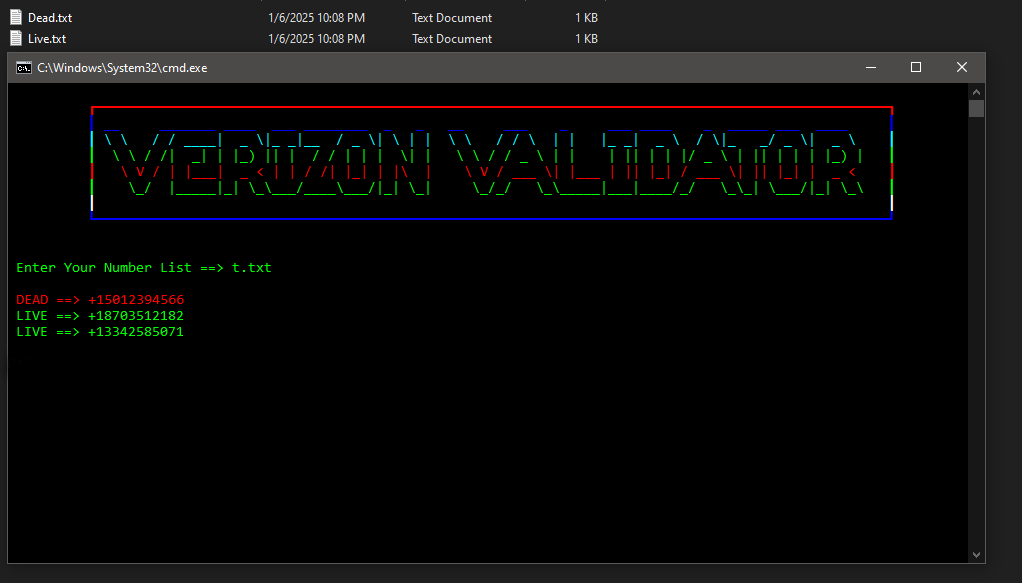 Dead.txt 1/6/2025 10:08 PM Text Document 1 KB
Live.txt 1/6/2025 10:08 PM Text Document 1 KB
C:\Windows\System32\cmd.exe
VERIZON VALIDATOR
Enter Your Number List ==> t.txt
DEAD ==> +15012394566
LIVE ==> +18703512182
LIVE ==> +13342585071